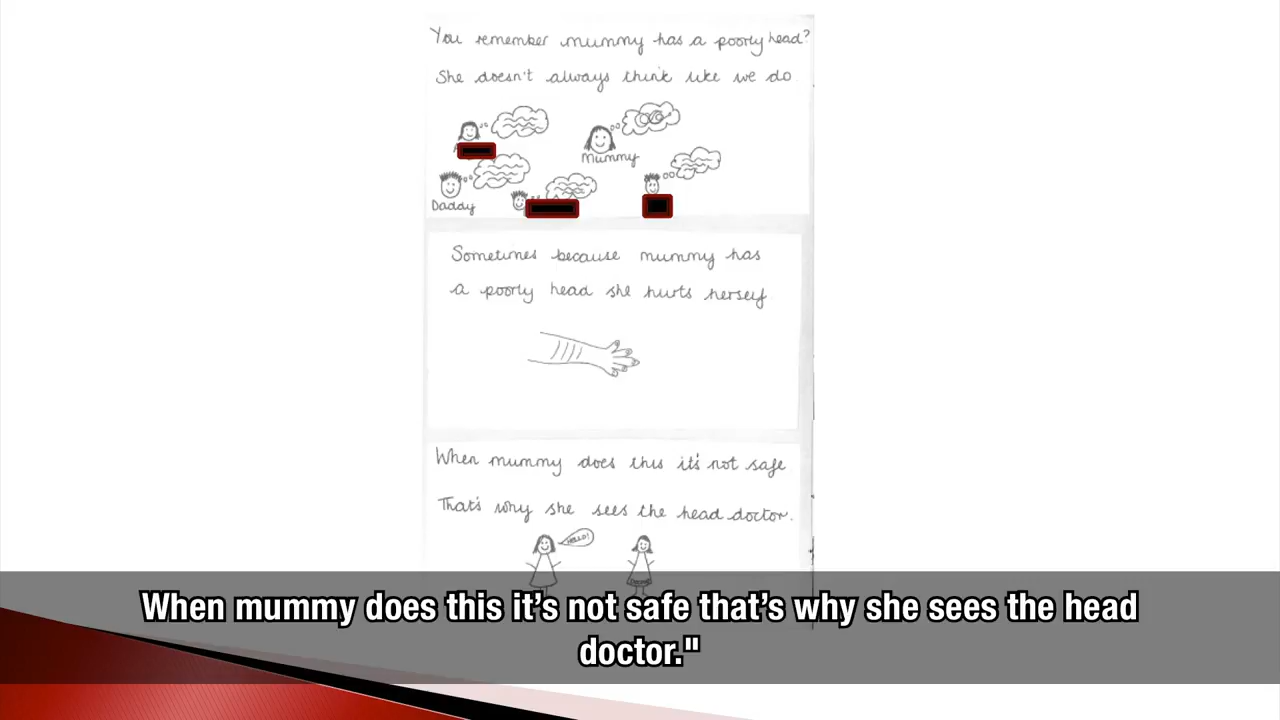 You remember mummy has a poorly head?
She doesn't always think like we do
Mummy
Daddy
Sometimes because mummy has
a poorly head she hurts herself
When mummy does this it's not safe
That's why she sees the head doctor.
HELLO!
When mummy does this it's not safe that's why she sees the head
doctor."